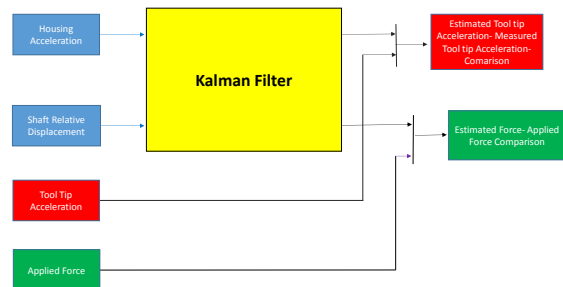 Housing
Acceleration
Kalman Filter
Estimated Tool tip
Acceleration- Measured
Tool tip Acceleration-
Comarison
Shaft Relative
Displacement
Estimated Force- Applied
Force Comparison
Tool Tip
Acceleration
Applied Force